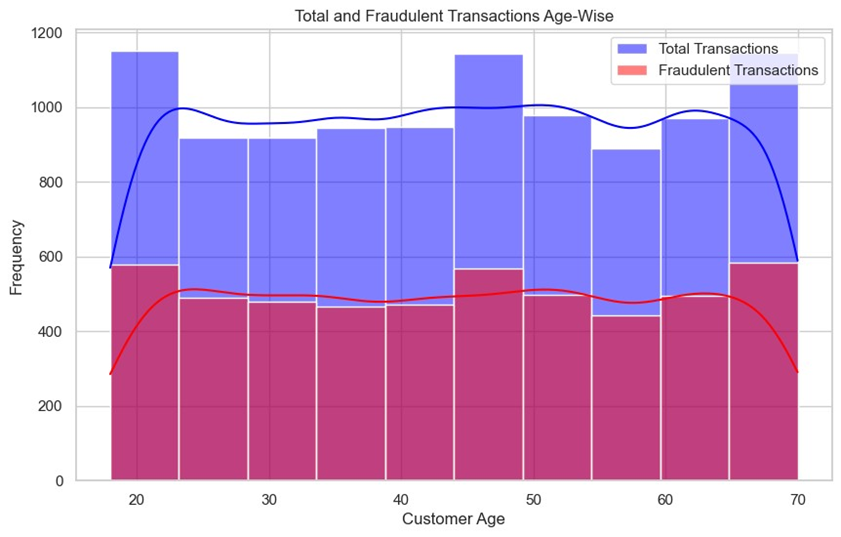 Total and Fraudulent Transactions Age-Wise
1200
1000
800
600
400
200
0
Frequency
Total Transactions
Fraudulent Transactions
20 30 40 50 60 70
Customer Age